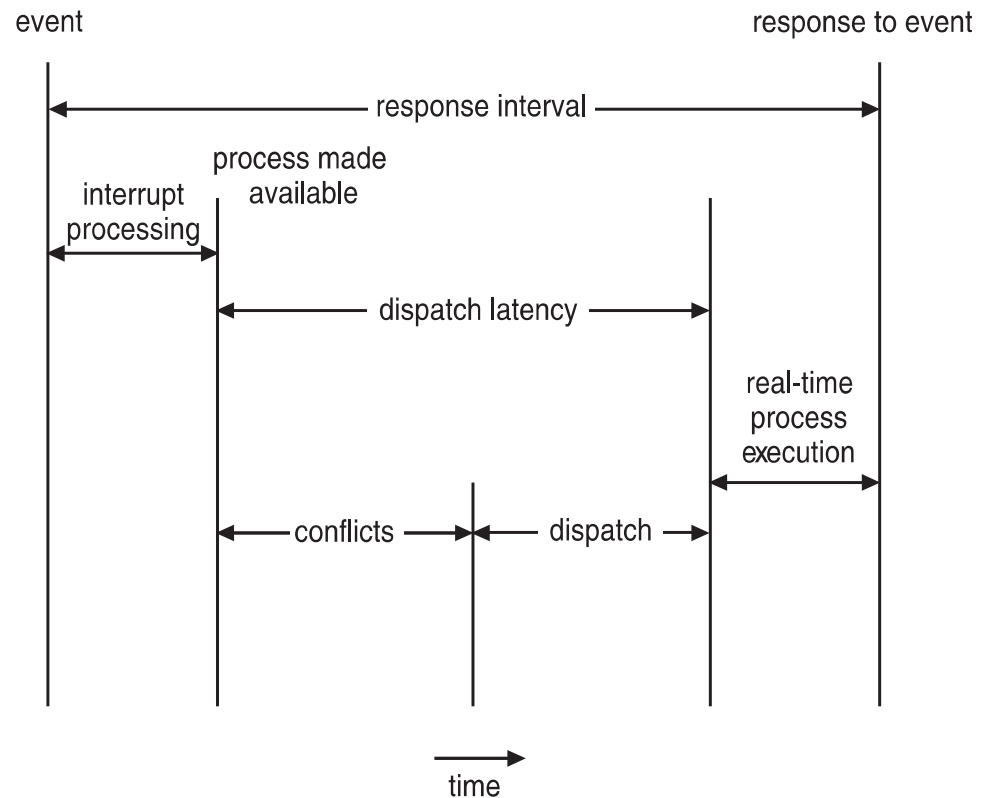 event
response to event
response interval
process made
available
interrupt
processing
dispatch latency
real-time
process
execution
conflicts
dispatch
time